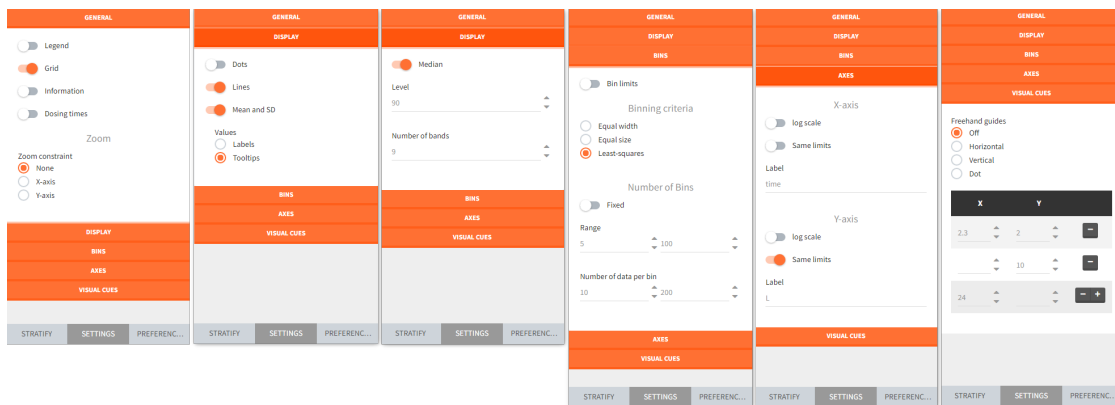 GENERAL
Legend
Grid
Information
Dosing times
Zoom
Zoom constraint
None
X-axis
Y-axis
DISPLAY
BINS
AXES
VISUAL CUES
STRATIFY SETTINGS PREFERENC...
GENERAL
DISPLAY
Dots
Lines
Mean and SD
Values
Labels
Tooltips
BINS
AXES
VISUAL CUES
STRATIFY SETTINGS PREFERENC...
GENERAL
DISPLAY
Median
Level
90
Number of bands
9
BINS
AXES
VISUAL CUES
STRATIFY SETTINGS PREFERENC...
GENERAL
DISPLAY
BINS
Bin limits
Binning criteria
Equal width
Equal size
Least-squares
Number of Bins
Fixed
Range
5 100
Number of data per bin
10 200
AXES
VISUAL CUES
STRATIFY SETTINGS PREFERENC...
GENERAL
DISPLAY
BINS
AXES
X-axis
log scale
Same limits
Label
time
Y-axis
log scale
Same limits
Label
L
VISUAL CUES
STRATIFY SETTINGS PREFERENC...
GENERAL
DISPLAY
BINS
AXES
VISUAL CUES
Freehand guides
Off
Horizontal
Vertical
Dot
X Y
2.3 2 −
10 −
24 − +
STRATIFY SETTINGS PREFERENC...